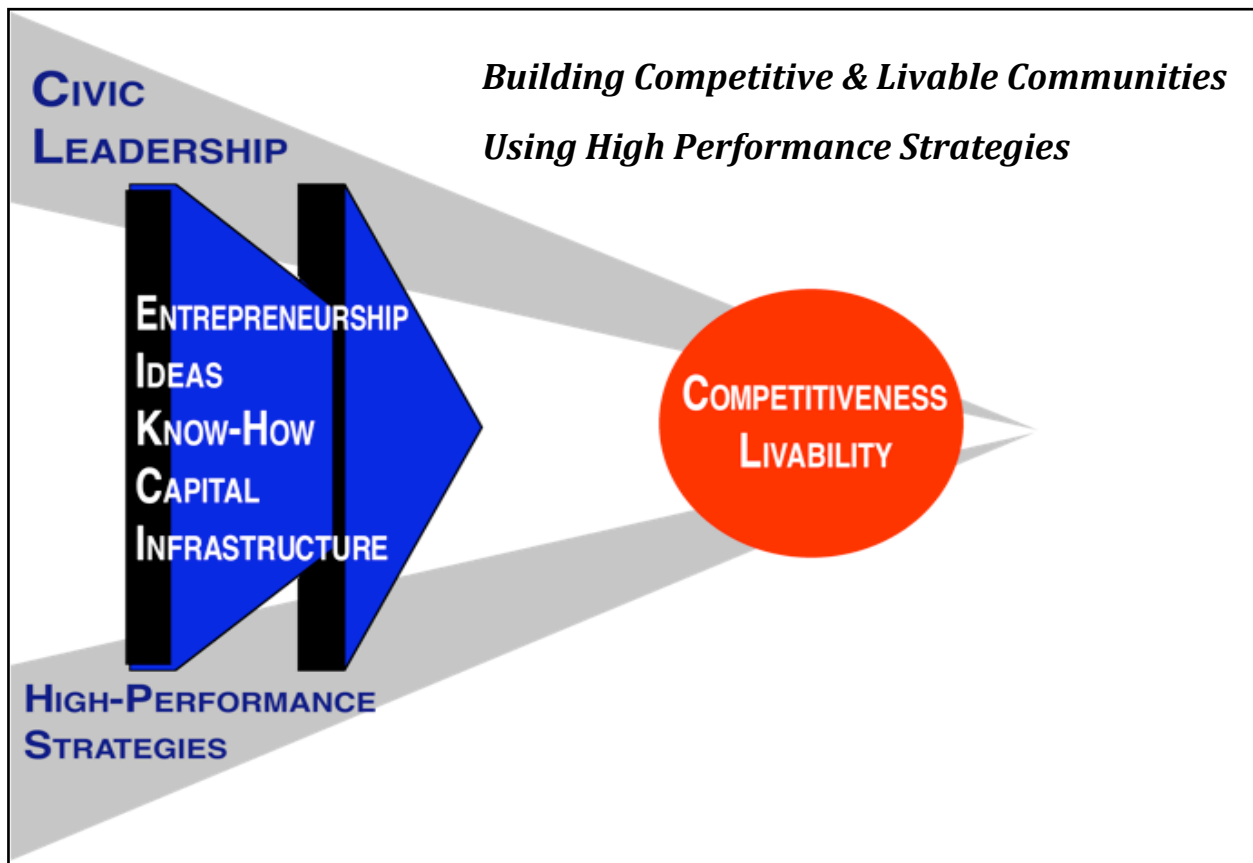 Building Competitive & Livable Communities
Using High Performance Strategies
CIVIC
LEADERSHIP
ENTREPRENEURSHIP
IDEAS
KNOW-HOW
CAPITAL
INFRASTRUCTURE
COMPETITIVENESS
LIVABILITY
HIGH-PERFORMANCE
STRATEGIES